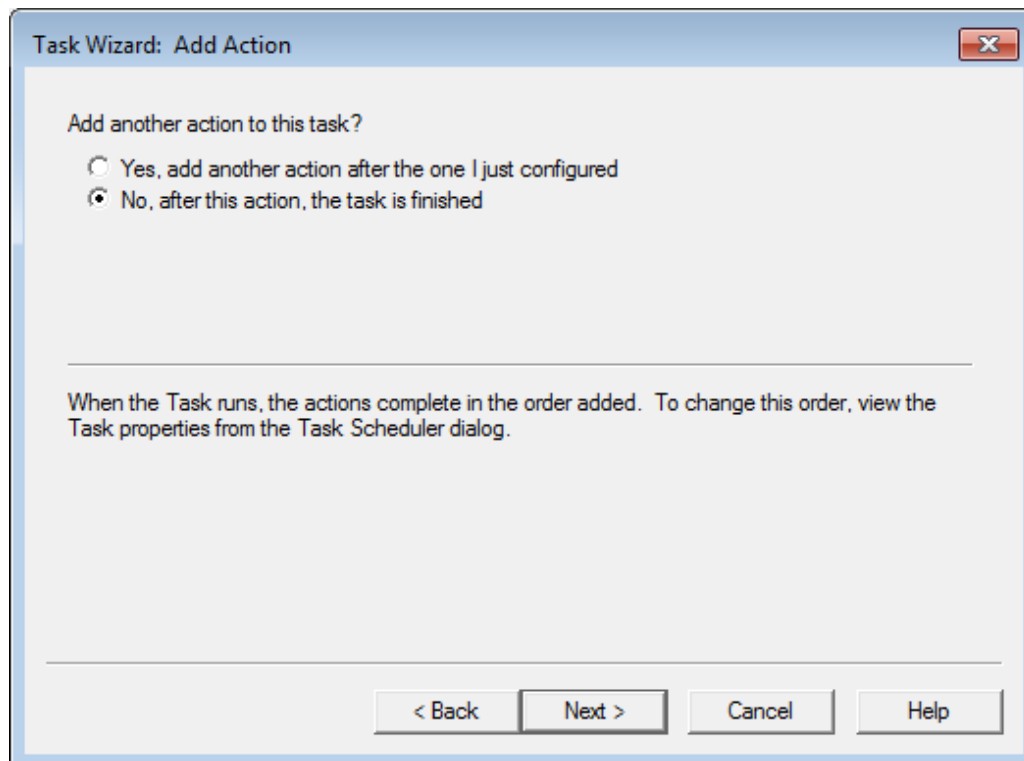 Task Wizard: Add Action
Add another action to this task?
Yes, add another action after the one I just configured
No, after this action, the task is finished
When the Task runs, the actions complete in the order added. To change this order, view the
Task properties from the Task Scheduler dialog.
< Back Next > Cancel Help